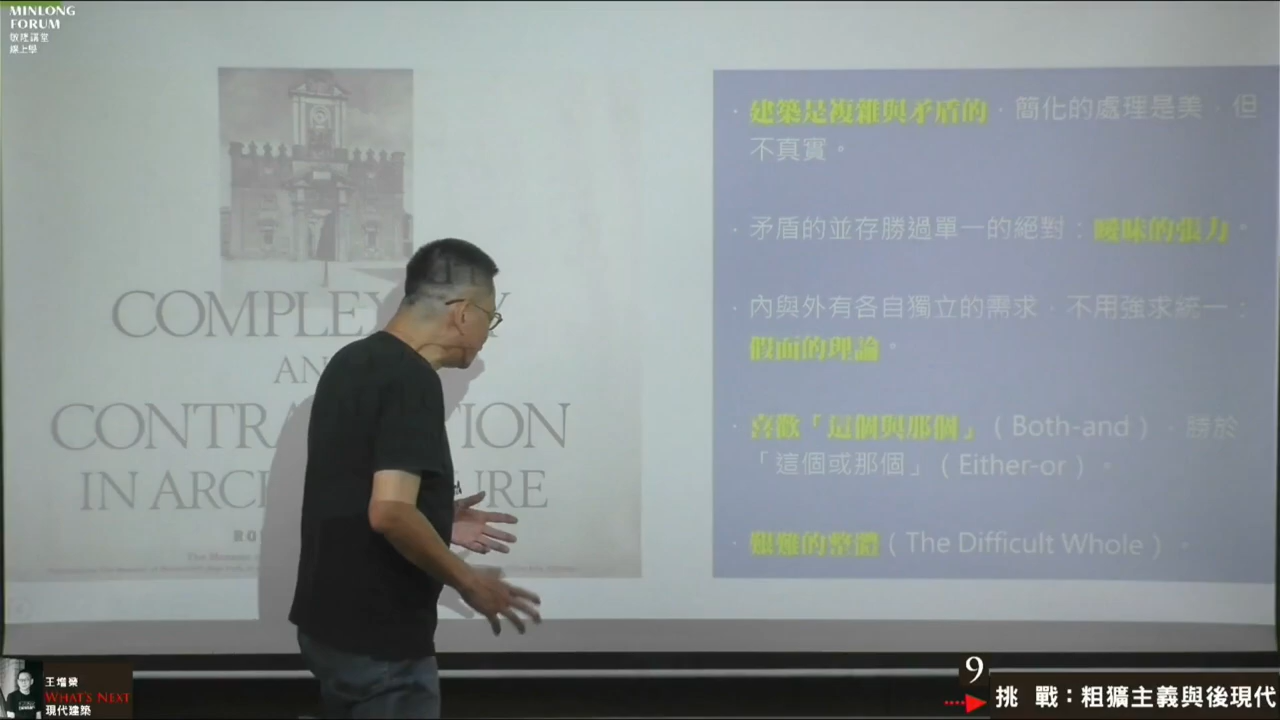 MINLONG
FORUM
敏隆講堂
線上學
COMPLEX Y
AN
CONTRA TION
IN ARCH URE
RO
· 建築是複雜與矛盾的，簡化的處理是美，但
不真實。
· 矛盾的並存勝過單一的絕對：曖昧的張力。
· 內與外有各自獨立的需求，不用強求統一：
假面的理論。
· 喜歡「這個與那個」（Both-and），勝於
「這個或那個」（Either-or）。
· 艱難的整體（The Difficult Whole）。
王增榮
WHAT'S NEXT
現代建築
9
挑 戰：粗獷主義與後現代